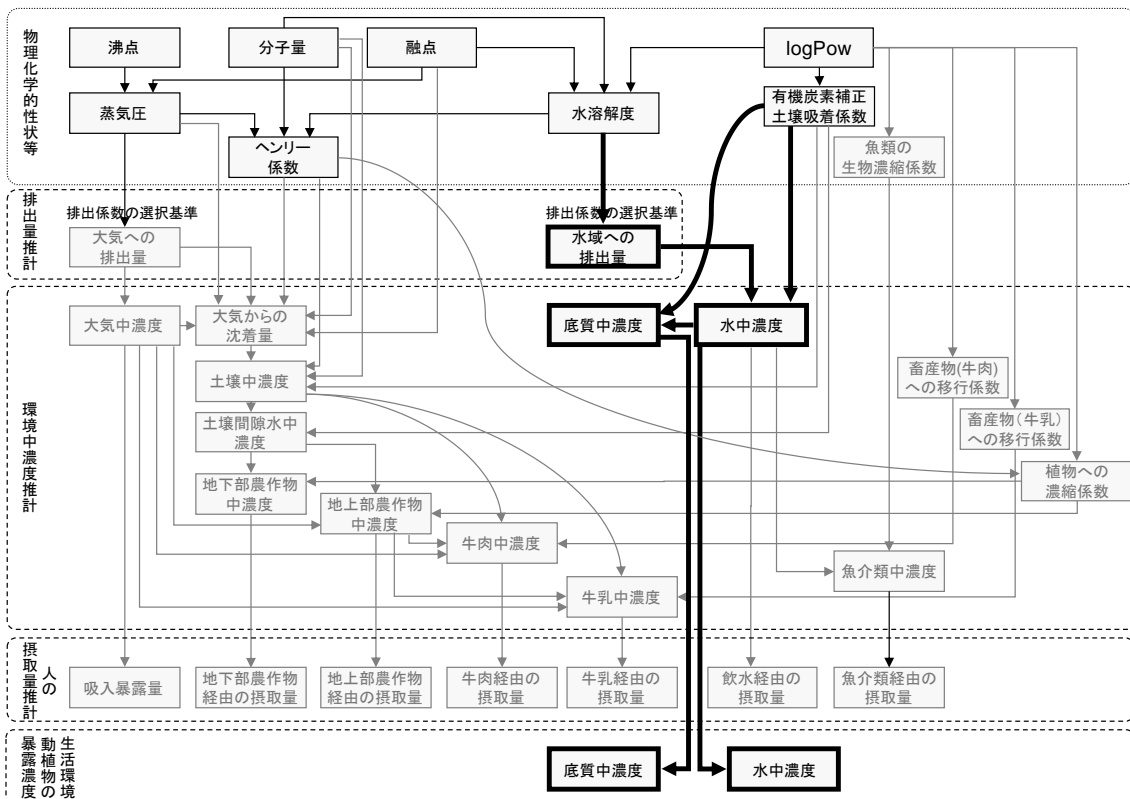 物理化学的性状等
沸点
分子量
融点
logPow
蒸気圧
水溶解度
有機炭素補正
土壌吸着係数
ヘンリー
係数
魚類の
生物濃縮係数
排出量推計
排出係数の選択基準
大気への
排出量
排出係数の選択基準
水域への
排出量
環境中濃度推計
大気中濃度
大気からの
沈着量
底質中濃度
水中濃度
土壌中濃度
畜産物(牛肉)
への移行係数
土壌間隙水中
濃度
畜産物(牛乳)
への移行係数
地下部農作物
中濃度
植物への
濃縮係数
地上部農作物
中濃度
牛肉中濃度
魚介類中濃度
牛乳中濃度
人の
摂取量推計
吸入暴露量
地下部農作物
経由の摂取量
地上部農作物
経由の摂取量
牛肉経由の
摂取量
牛乳経由の
摂取量
飲水経由の
摂取量
魚介類経由の
摂取量
生活環境
動植物の
暴露濃度
底質中濃度
水中濃度